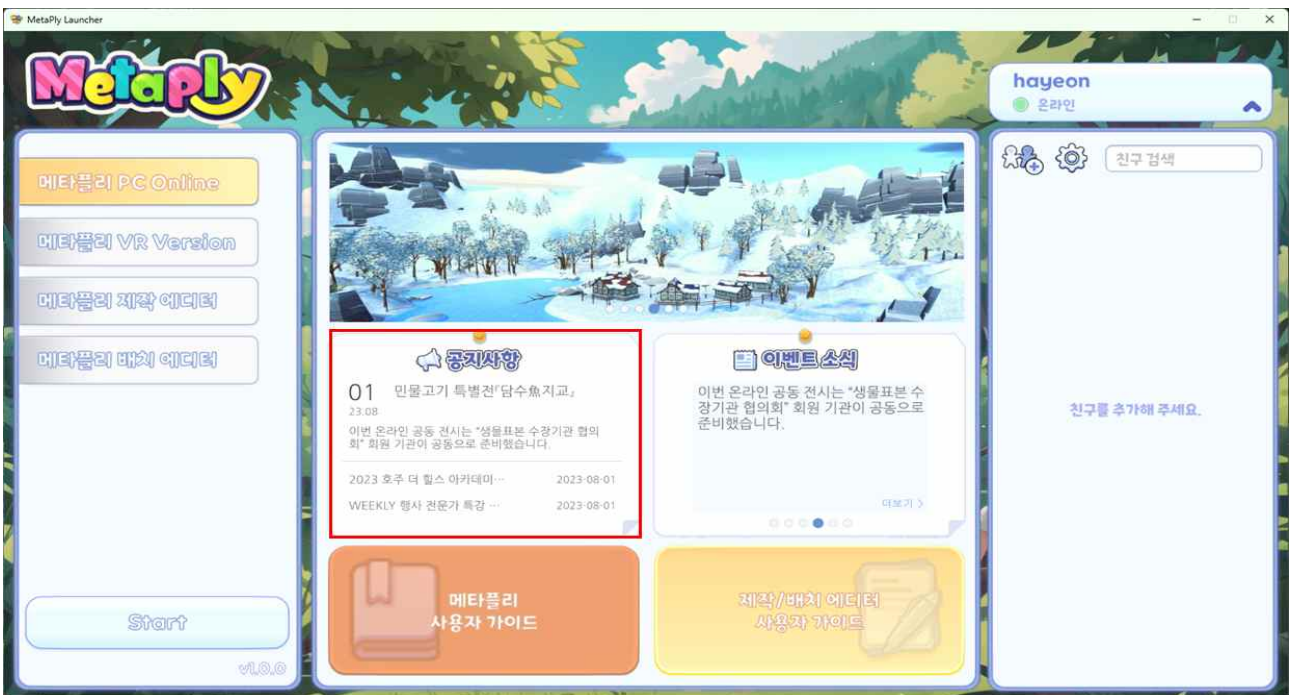 MetaPly Launcher
Metaply
hayeon
온라인
메타플리 PC Online
메타플리 VR Version
메타플리 제작 에디터
메타플리 배치 에디터
Start
v1.0.0
공지사항
01 민물고기 특별전『담수魚지교』
23.08
이번 온라인 공동 전시는 “생물표본 수장기관 협의
회” 회원 기관이 공동으로 준비했습니다.
2023 호주 더 힐스 아카데미… 2023-08-01
WEEKLY 행사 전문가 특강 … 2023-08-01
이벤트 소식
이번 온라인 공동 전시는 “생물표본 수
장기관 협의회” 회원 기관이 공동으로
준비했습니다.
더보기 >
메타플리
사용자 가이드
제작/배치 에디터
사용자 가이드
친구 검색
친구를 추가해 주세요.